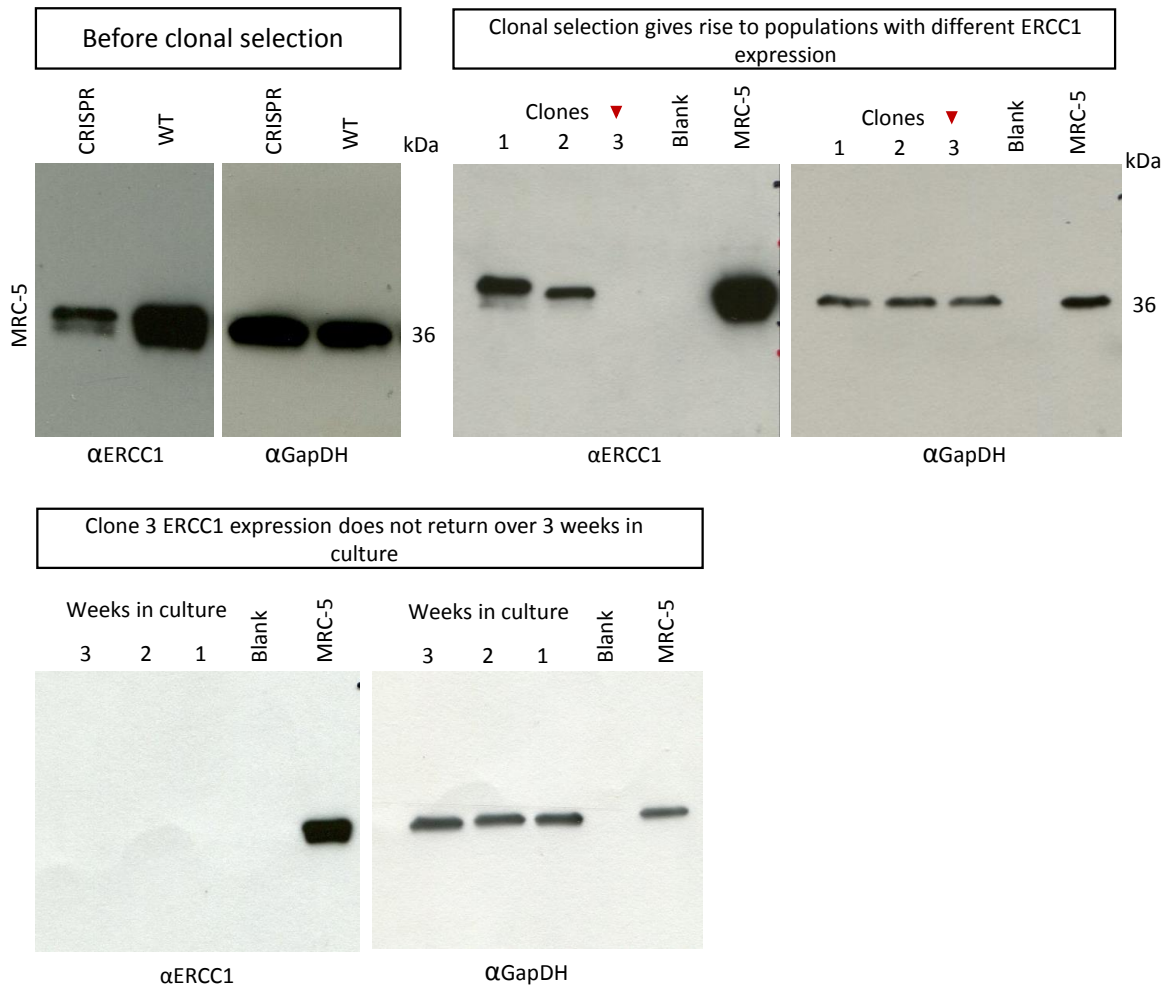 Before clonal selection
CRISPR
WT
CRISPR
WT
kDa
MRC-5
36
αERCC1
αGapDH
Clonal selection gives rise to populations with different ERCC1
expression
Clones
1 2 3
Blank
MRC-5
Clones
1 2 3
Blank
MRC-5
kDa
36
αERCC1
αGapDH
Clone 3 ERCC1 expression does not return over 3 weeks in
culture
Weeks in culture
3 2 1
Blank
MRC-5
Weeks in culture
3 2 1
Blank
MRC-5
αERCC1
αGapDH